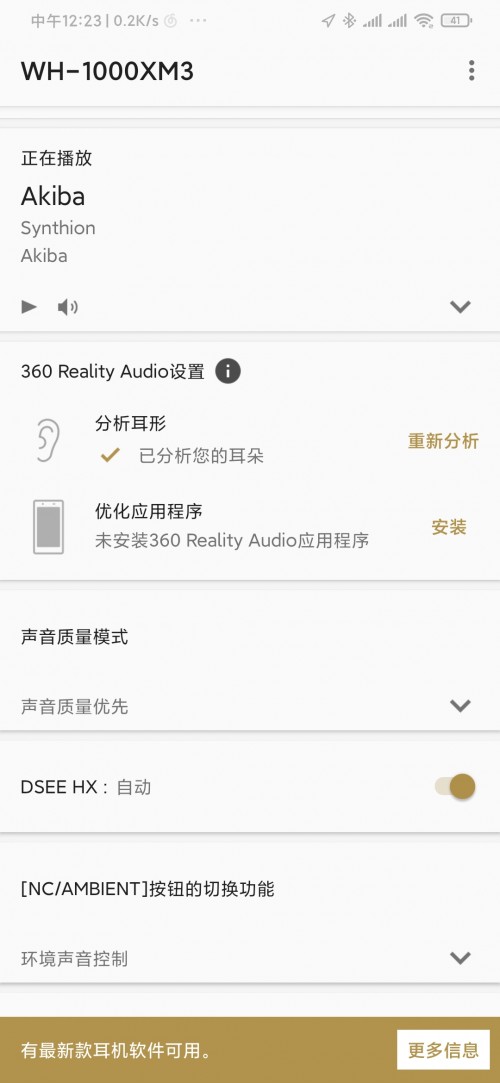 中午12:23 | 0.2K/s ...
41
WH-1000XM3
正在播放
Akiba
Synthion
Akiba
360 Reality Audio设置
分析耳形
已分析您的耳朵
重新分析
优化应用程序
未安装360 Reality Audio应用程序
安装
声音质量模式
声音质量优先
DSEE HX : 自动
[NC/AMBIENT]按钮的切换功能
环境声音控制
有最新款耳机软件可用。
更多信息